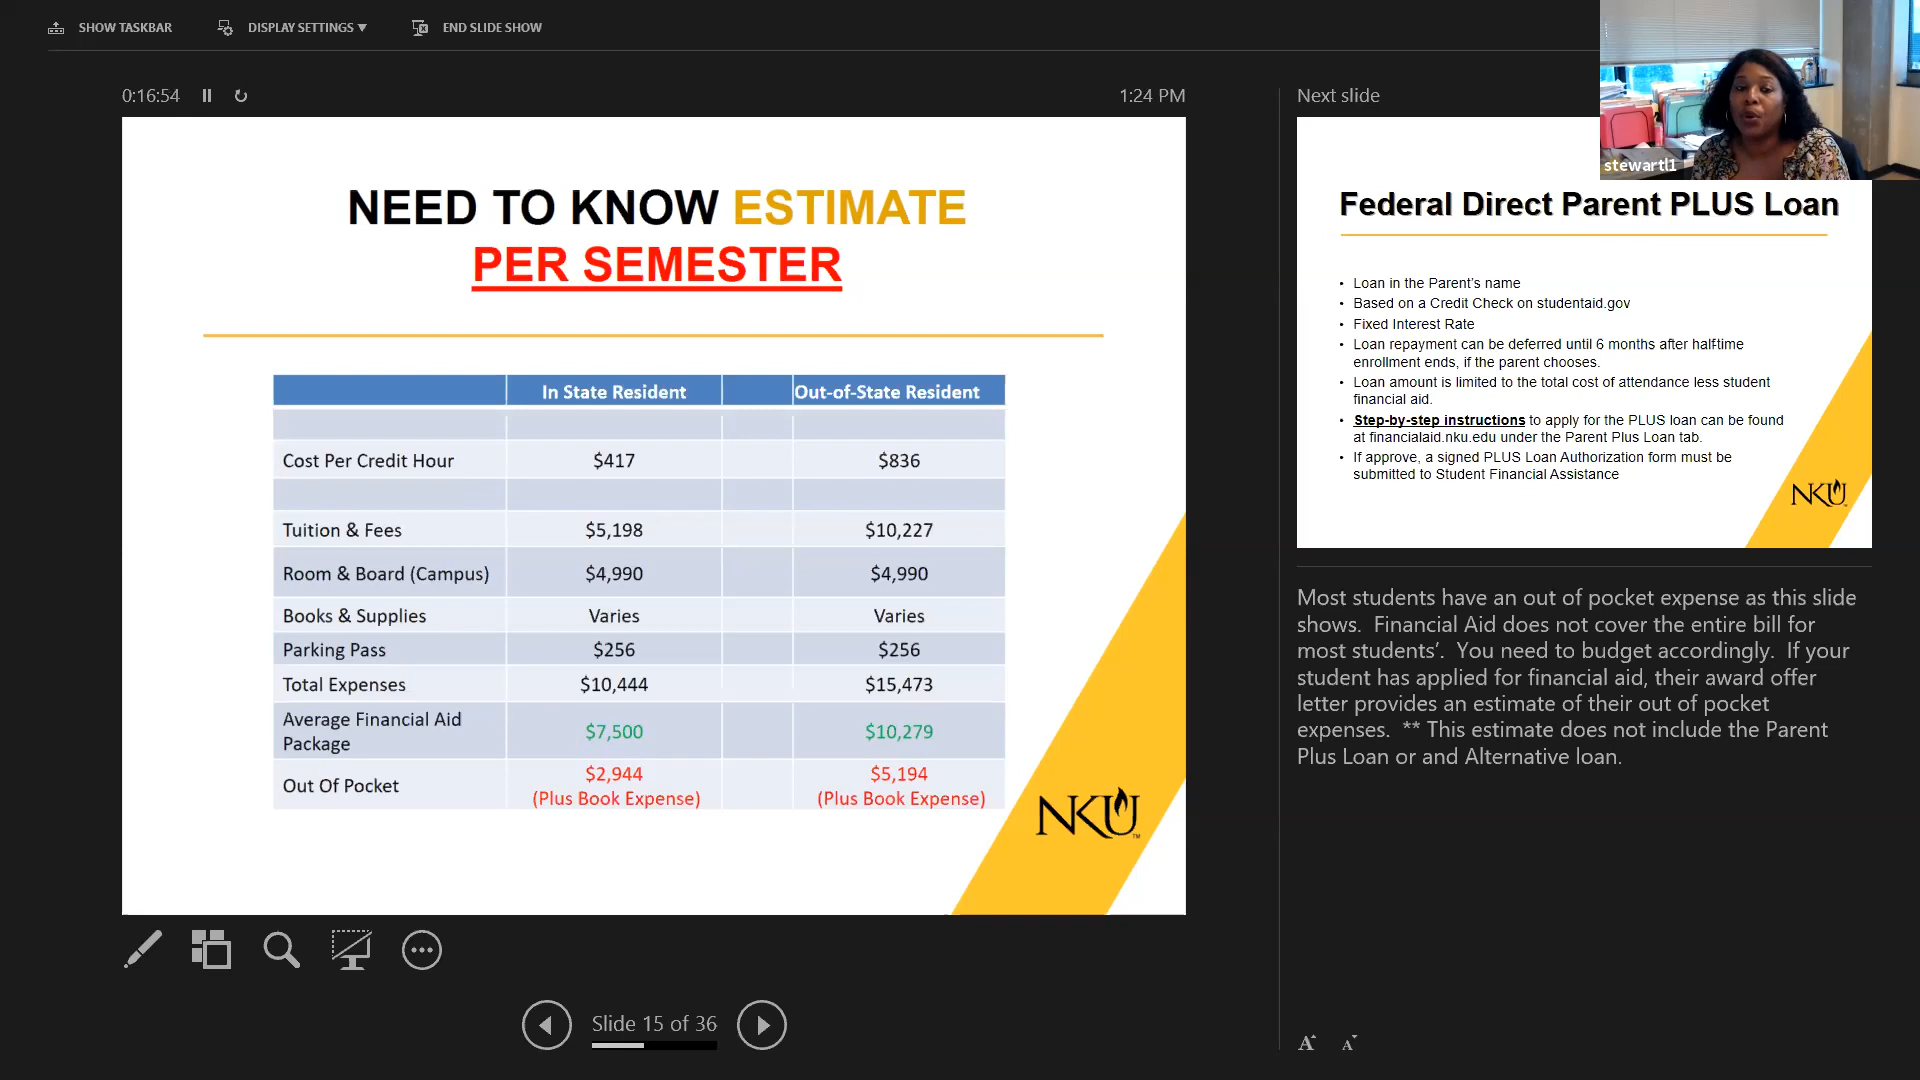 SHOW TASKBAR
DISPLAY SETTINGS
END SLIDE SHOW
0:16:54
1:24 PM
NEED TO KNOW ESTIMATE
PER SEMESTER
In State Resident Out-of-State Resident
Cost Per Credit Hour $417 $836
Tuition & Fees $5,198 $10,227
Room & Board (Campus) $4,990 $4,990
Books & Supplies Varies Varies
Parking Pass $256 $256
Total Expenses $10,444 $15,473
Average Financial Aid
Package $7,500 $10,279
Out Of Pocket $2,944 $5,194
(Plus Book Expense) (Plus Book Expense)
NKU
TM
Slide 15 of 36
Next slide
stewartl1
Federal Direct Parent PLUS Loan
• Loan in the Parent's name
• Based on a Credit Check on studentaid.gov
• Fixed Interest Rate
• Loan repayment can be deferred until 6 months after halftime
enrollment ends, if the parent chooses.
• Loan amount is limited to the total cost of attendance less student
financial aid.
• Step-by-step instructions to apply for the PLUS loan can be found
at financialaid.nku.edu under the Parent Plus Loan tab.
• If approve, a signed PLUS Loan Authorization form must be
submitted to Student Financial Assistance
NKU
Most students have an out of pocket expense as this slide
shows. Financial Aid does not cover the entire bill for
most students’. You need to budget accordingly. If your
student has applied for financial aid, their award offer
letter provides an estimate of their out of pocket
expenses. ** This estimate does not include the Parent
Plus Loan or and Alternative loan.
A A